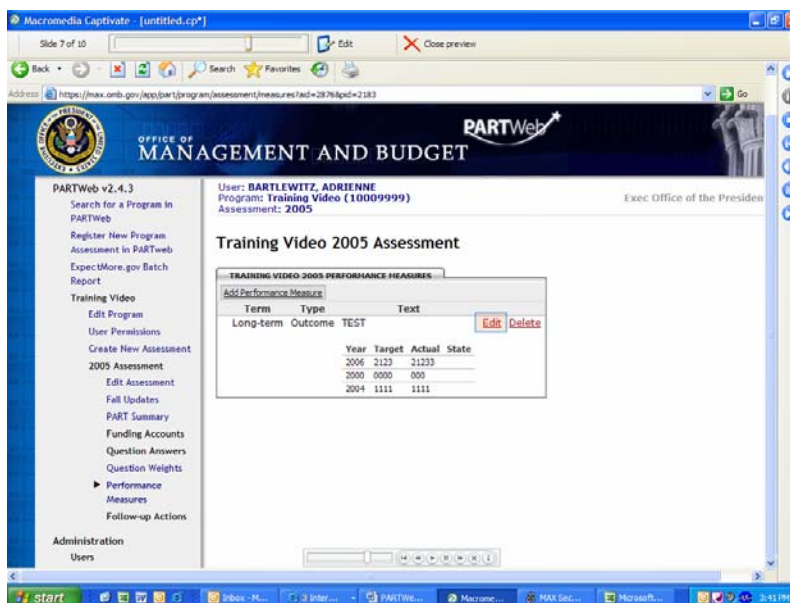 Macromedia Captivate - [untitled.cp*]
Slide 7 of 10 Edit Close preview
Back Search Favorites
Address https://max.omb.gov/app/part/program/assessment/measures?aid=2876&pid=2183 Go
OFFICE OF
MANAGEMENT AND BUDGET
PARTWeb
PARTWeb v2.4.3
Search for a Program in
PARTWeb
Register New Program
Assessment in PARTweb
ExpectMore.gov Batch
Report
Training Video
Edit Program
User Permissions
Create New Assessment
2005 Assessment
Edit Assessment
Fall Updates
PART Summary
Funding Accounts
Question Answers
Question Weights
Performance
Measures
Follow-up Actions
Administration
Users
User: BARTLEWITZ, ADRIENNE
Program: Training Video (10009999)
Assessment: 2005
Exec Office of the Presiden
Training Video 2005 Assessment
TRAINING VIDEO 2005 PERFORMANCE MEASURES
Add Performance Measure
Term Type Text
Long-term Outcome TEST Edit Delete
Year Target Actual State
2006 2123 21233
2000 0000 000
2004 1111 1111
start Inbox - M... 3 Inter... PARTWe... Macrome... MAX Sec... Microsoft... 3:41 PM